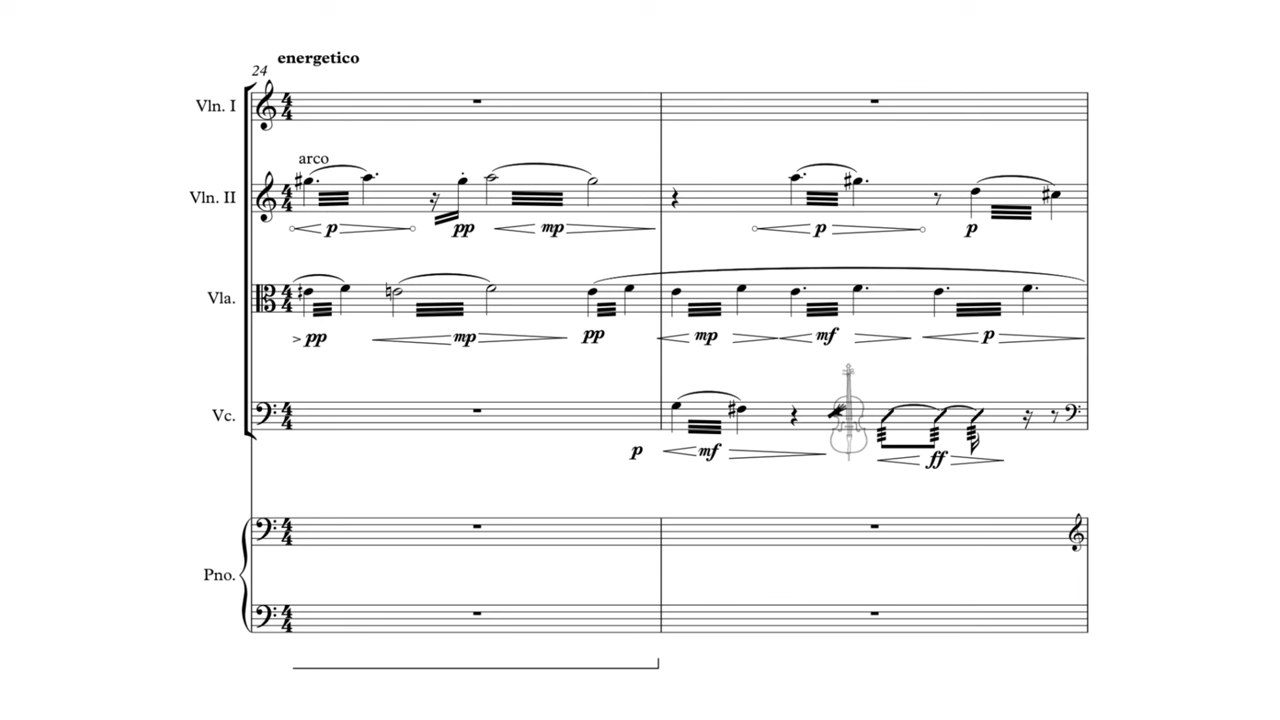 energetico
24
Vln. I
arco
Vln. II
p pp mp p p
Vla.
pp mp pp mp mf p
Vc.
p mf ff
Pno.